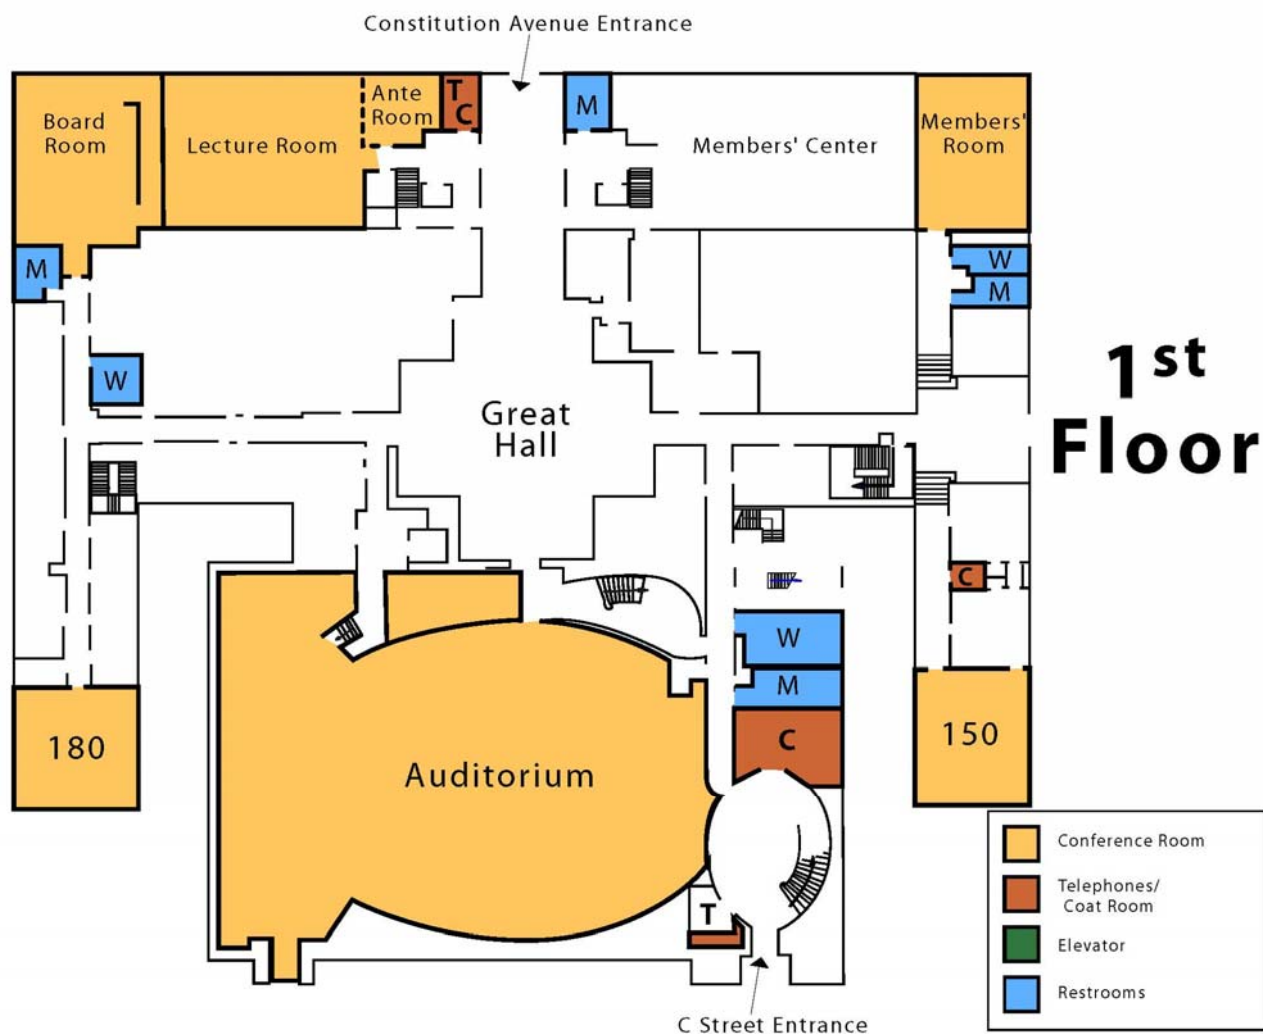 Constitution Avenue Entrance
Board
Room
Lecture Room
Ante
Room
T
C
M
Members' Center
Members'
Room
M
W
M
W
Great
Hall
1st
Floor
C
W
M
C
180
Auditorium
150
T
Conference Room
Telephones/
Coat Room
Elevator
Restrooms
C Street Entrance